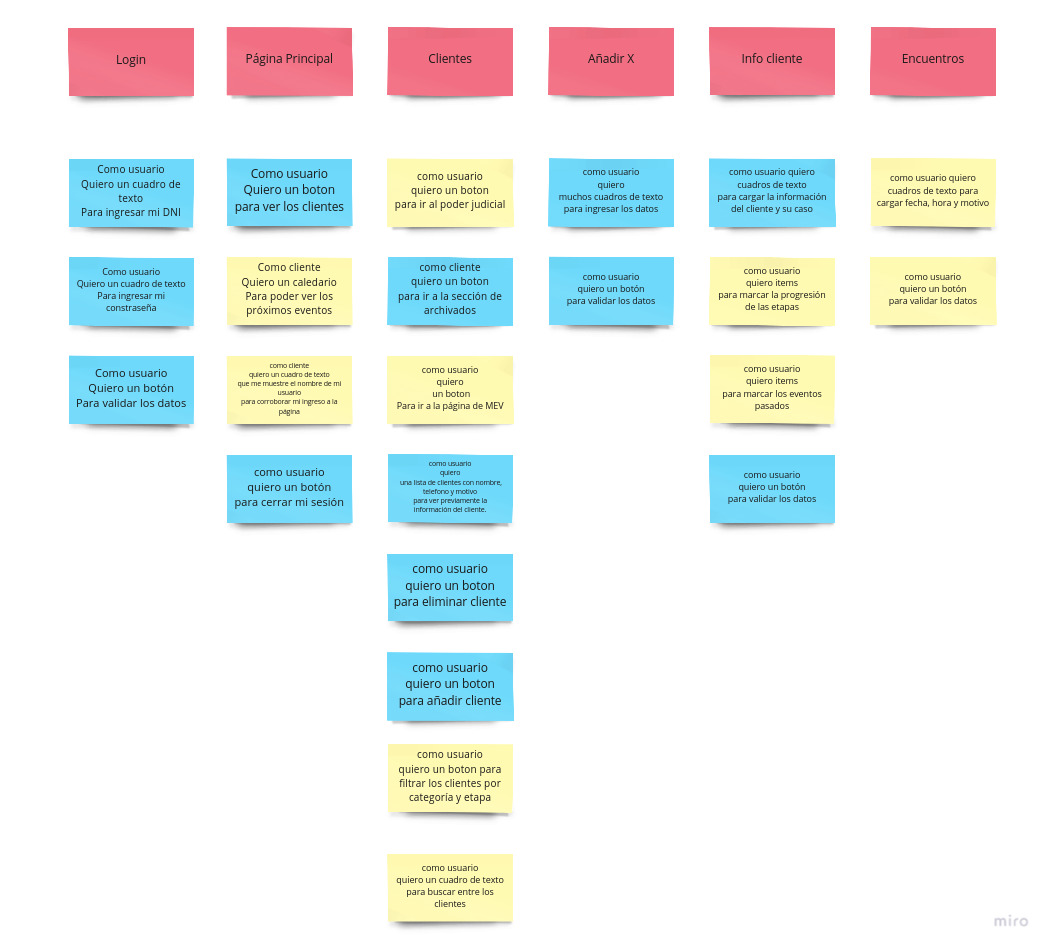 Login
Página Principal
Clientes
Añadir X
Info cliente
Encuentros
Como usuario
Quiero un cuadro de
texto
Para ingresar mi DNI
Como usuario
Quiero un boton
para ver los clientes
como usuario
quiero un boton
para ir al poder judicial
como usuario
quiero
muchos cuadros de texto
para ingresar los datos
como usuario quiero
cuadros de texto
para cargar la información
del cliente y su caso
como usuario quiero
cuadros de texto para
cargar fecha, hora y motivo
Como usuario
Quiero un cuadro de texto
Para ingresar mi
constraseña
Como cliente
Quiero un caledario
Para poder ver los
próximos eventos
como cliente
quiero un boton
para ir a la sección de
archivados
como usuario
quiero un botón
para validar los datos
como usuario
quiero items
para marcar la progresión
de las etapas
como usuario
quiero un botón
para validar los datos
Como usuario
Quiero un botón
Para validar los datos
como cliente
quiero un cuadro de texto
que me muestre el nombre de mi
usuario
para corroborar mi ingreso a la
página
como usuario
quiero
un boton
Para ir a la página de MEV
como usuario
quiero items
para marcar los eventos
pasados
como usuario
quiero un botón
para cerrar mi sesión
como usuario
quiero
una lista de clientes con nombre,
telefono y motivo
para ver previamente la
información del cliente.
como usuario
quiero un botón
para validar los datos
como usuario
quiero un boton
para eliminar cliente
como usuario
quiero un boton
para añadir cliente
como usuario
quiero un boton para
filtrar los clientes por
categoría y etapa
como usuario
quiero un cuadro de texto
para buscar entre los
clientes
miro